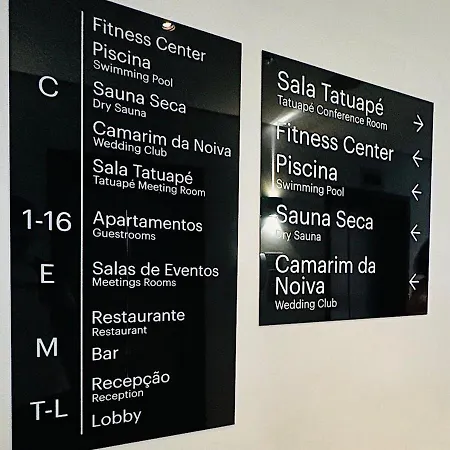 Fitness Center
Piscina
Swimming Pool
C
Sauna Seca
Dry Sauna
Camarim da Noiva
Wedding Club
Sala Tatuapé
Tatuapé Meeting Room
1-16
Apartamentos
Guestrooms
E
Salas de Eventos
Meetings Rooms
Restaurante
Restaurant
M
Bar
Recepção
Reception
T-L
Lobby
Sala Tatuapé
Tatuapé Conference Room
→
Fitness Center
←
Piscina
Swimming Pool
←
Sauna Seca
Dry Sauna
←
Camarim da
Noiva
Wedding Club
←